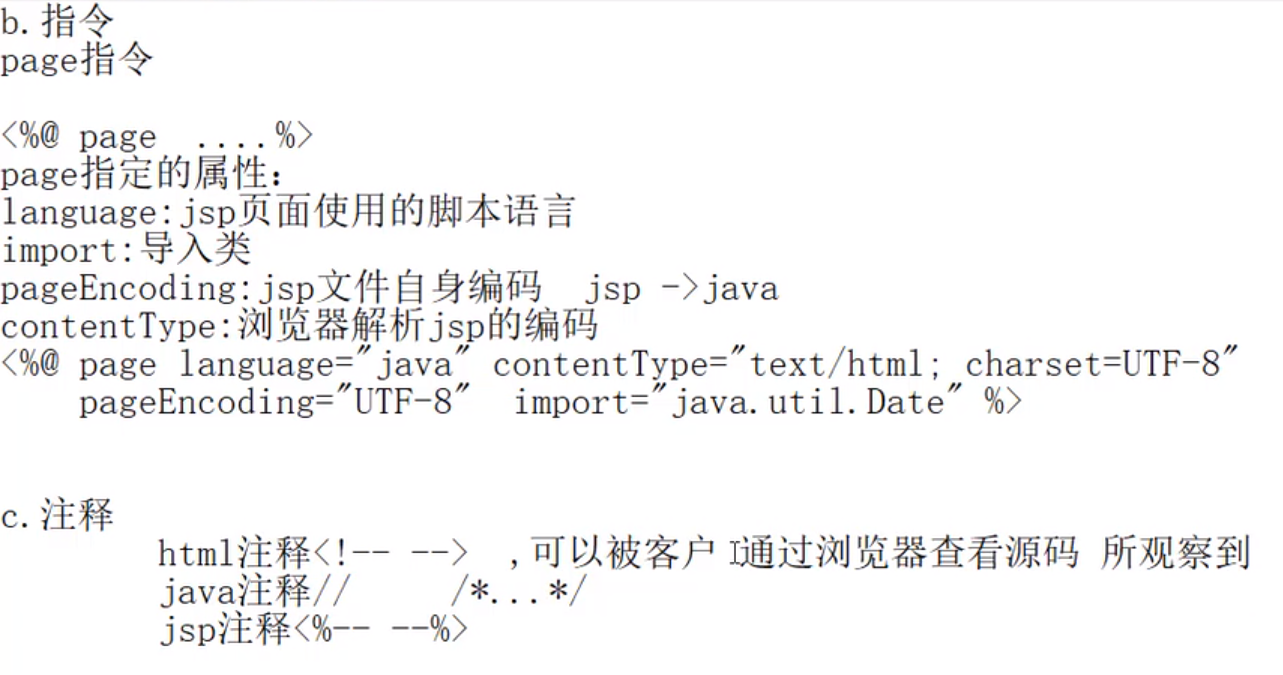 b.指令
page指令
<%@ page  ....%>
page指定的属性：
language:jsp页面使用的脚本语言
import:导入类
pageEncoding:jsp文件自身编码  jsp ->java
contentType:浏览器解析jsp的编码
<%@ page language="java" contentType="text/html; charset=UTF-8"
    pageEncoding="UTF-8"  import="java.util.Date" %>
c.注释
        html注释<!-- -->  ,可以被客户 通过浏览器查看源码 所观察到
        java注释//     /*...*/
        jsp注释<%-- --%>